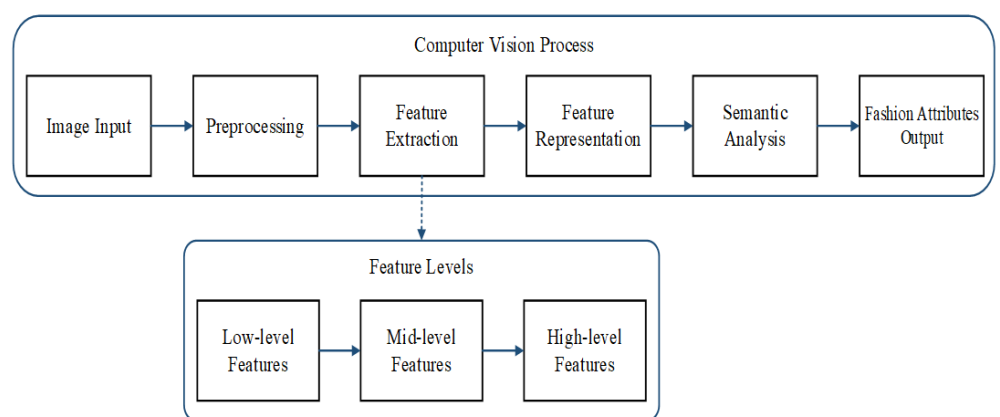 Computer Vision Process
Image Input
Preprocessing
Feature
Extraction
Feature
Representation
Semantic
Analysis
Fashion Attributes
Output
Feature Levels
Low-level
Features
Mid-level
Features
High-level
Features